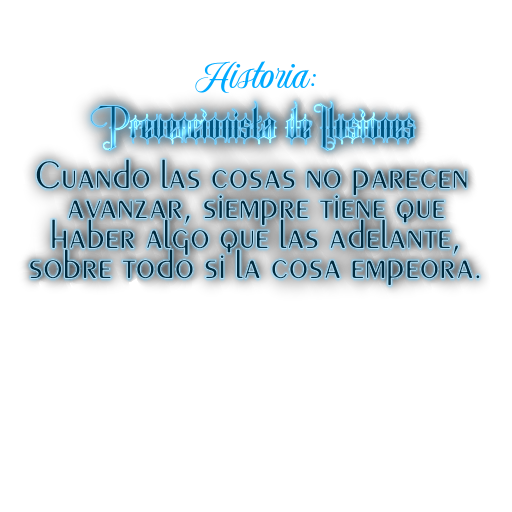 Historia:
Prevencionista de Ilusiones
Cuando las cosas no parecen
avanzar, siempre tiene que
haber algo que las adelante,
sobre todo si la cosa empeora.